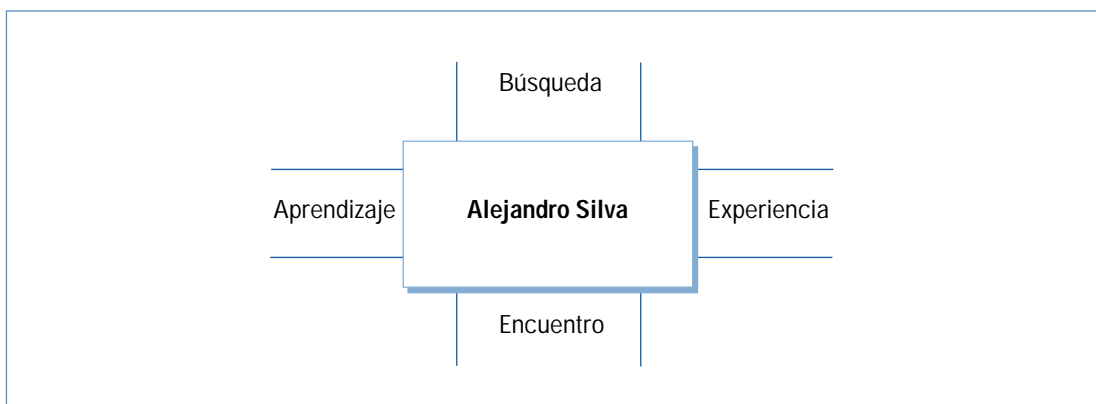 Búsqueda
Aprendizaje
Alejandro Silva
Experiencia
Encuentro